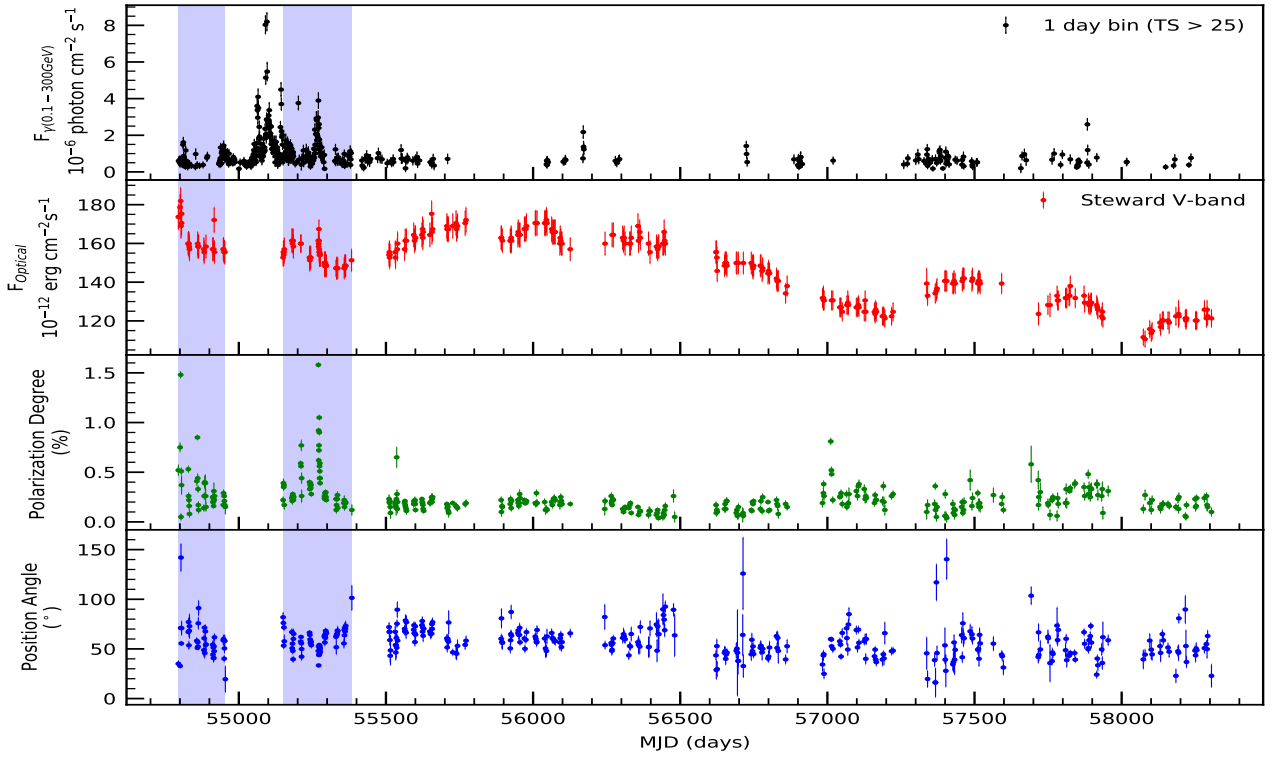 F_γ(0.1−300GeV)
10⁻⁶ photon cm⁻² s⁻¹
8
6
4
2
0
1 day bin (TS > 25)
F_Optical
10⁻¹² erg cm⁻²s⁻¹
180
160
140
120
Steward V-band
Polarization Degree
(%)
1.5
1.0
0.5
0.0
Position Angle
(°)
150
100
50
0
55000 55500 56000 56500 57000 57500 58000
MJD (days)